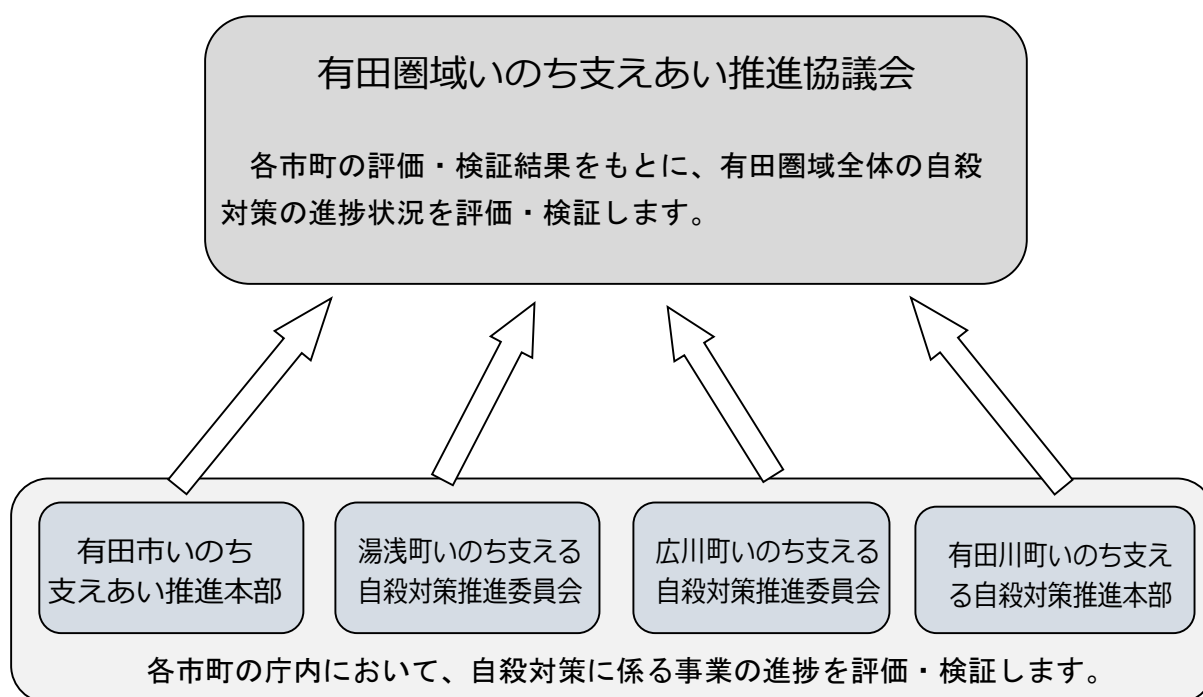 有田圏域いのち支えあい推進協議会
各市町の評価・検証結果をもとに、有田圏域全体の自殺
対策の進捗状況を評価・検証します。
有田市いのち
支えあい推進本部
湯浅町いのち支える
自殺対策推進委員会
広川町いのち支える
自殺対策推進委員会
有田川町いのち支え
る自殺対策推進本部
各市町の庁内において、自殺対策に係る事業の進捗を評価・検証します。